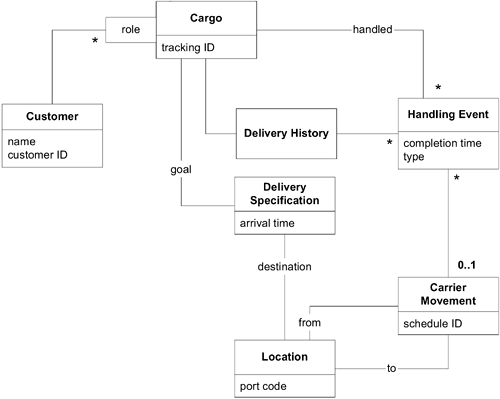 Cargo
tracking ID
role
*
handled
*
Customer
name
customer ID
Delivery History
*
Handling Event
completion time
type
*
goal
Delivery
Specification
arrival time
destination
0..1
Carrier
Movement
schedule ID
from
to
Location
port code